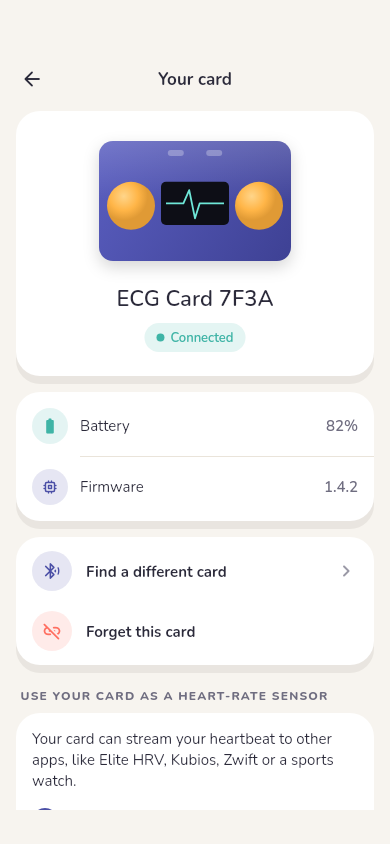 Your card
ECG Card 7F3A
Connected
Battery 82%
Firmware 1.4.2
Find a different card
Forget this card
USE YOUR CARD AS A HEART-RATE SENSOR
Your card can stream your heartbeat to other
apps, like Elite HRV, Kubios, Zwift or a sports
watch.